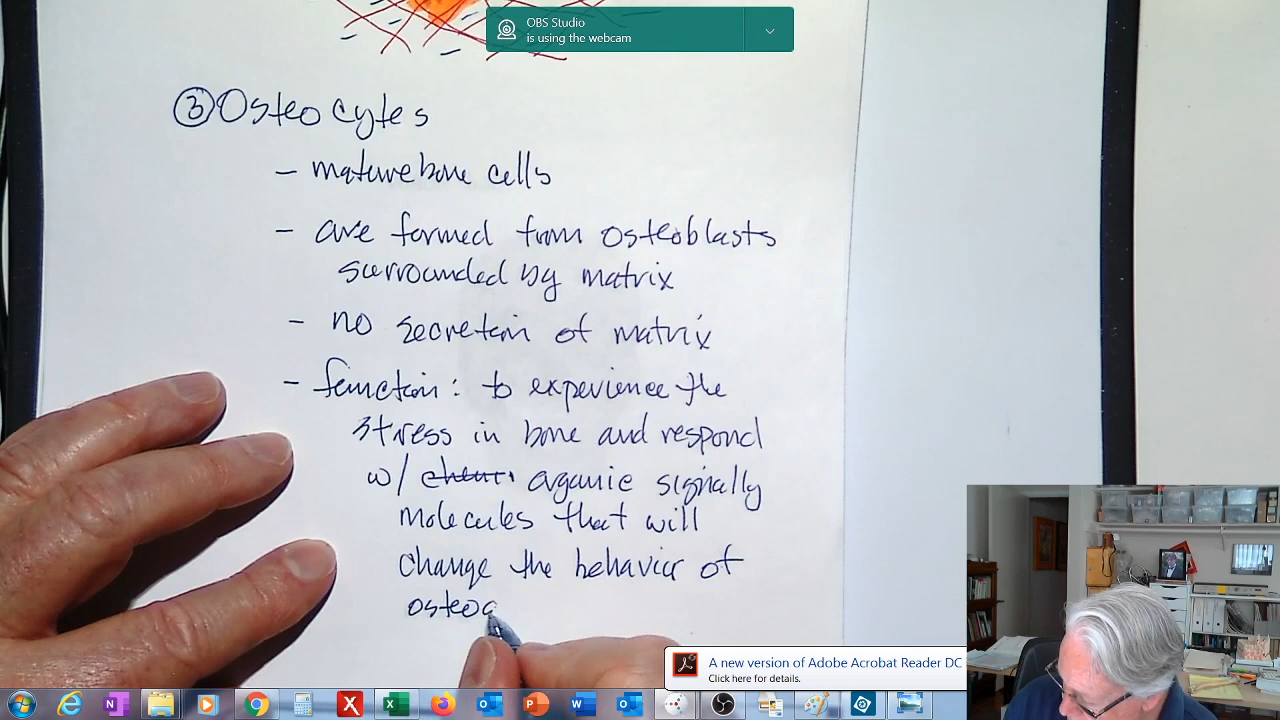 OBS Studio
is using the webcam
③ Osteocytes
- mature bone cells
- are formed from osteoblasts
surrounded by matrix
- no secretion of matrix
- function: to experience the
stress in bone and respond
w/ organic signally
molecules that will
change the behavior of
osteoc
A new version of Adobe Acrobat Reader DC
Click here for details.